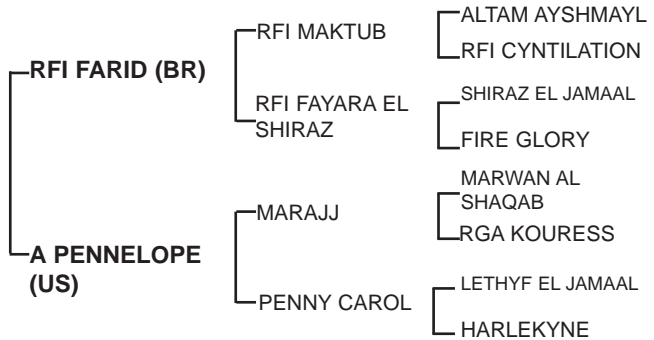 ALTAM AYSHMAYL
RFI MAKTUB
RFI CYNTILATION
RFI FARID (BR)
SHIRAZ EL JAMAAL
RFI FAYARA EL
SHIRAZ
FIRE GLORY
MARWAN AL
SHAQAB
MARAJJ
RGA KOURESS
A PENNELOPE
(US)
LETHYF EL JAMAAL
PENNY CAROL
HARLEKYNE